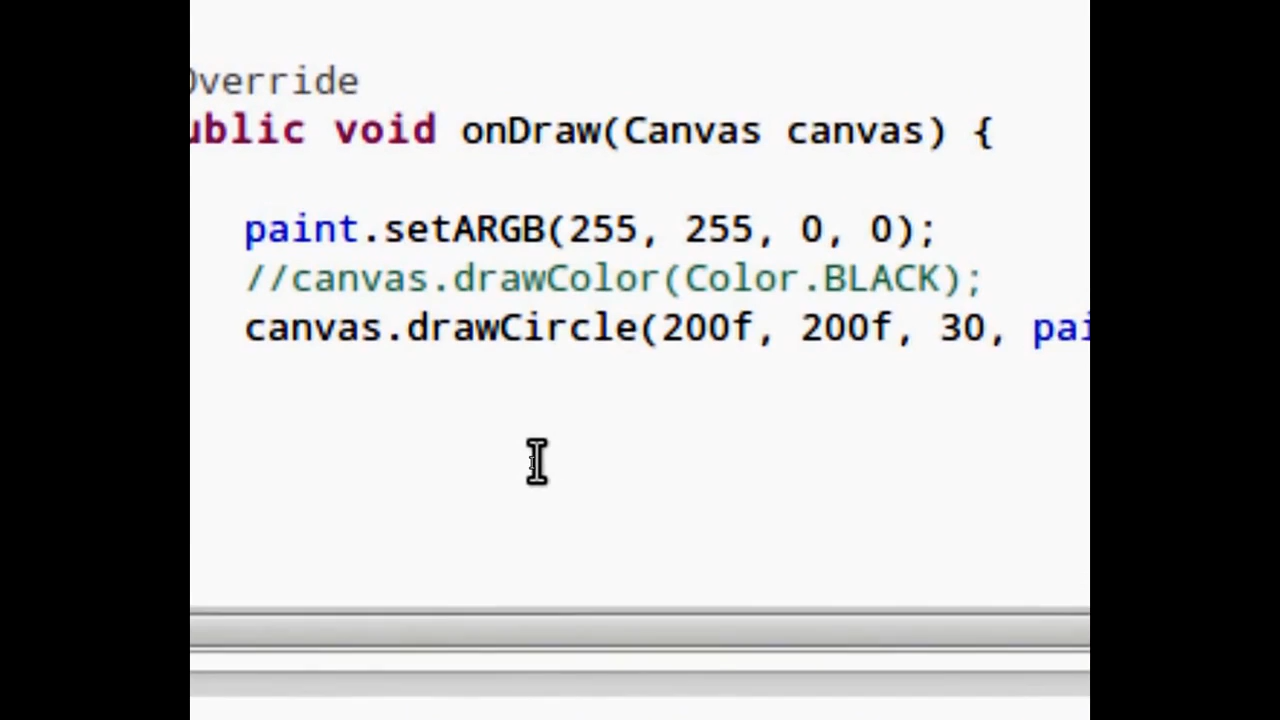 Override
ublic void onDraw(Canvas canvas) {
paint.setARGB(255, 255, 0, 0);
//canvas.drawColor(Color.BLACK);
canvas.drawCircle(200f, 200f, 30, pai